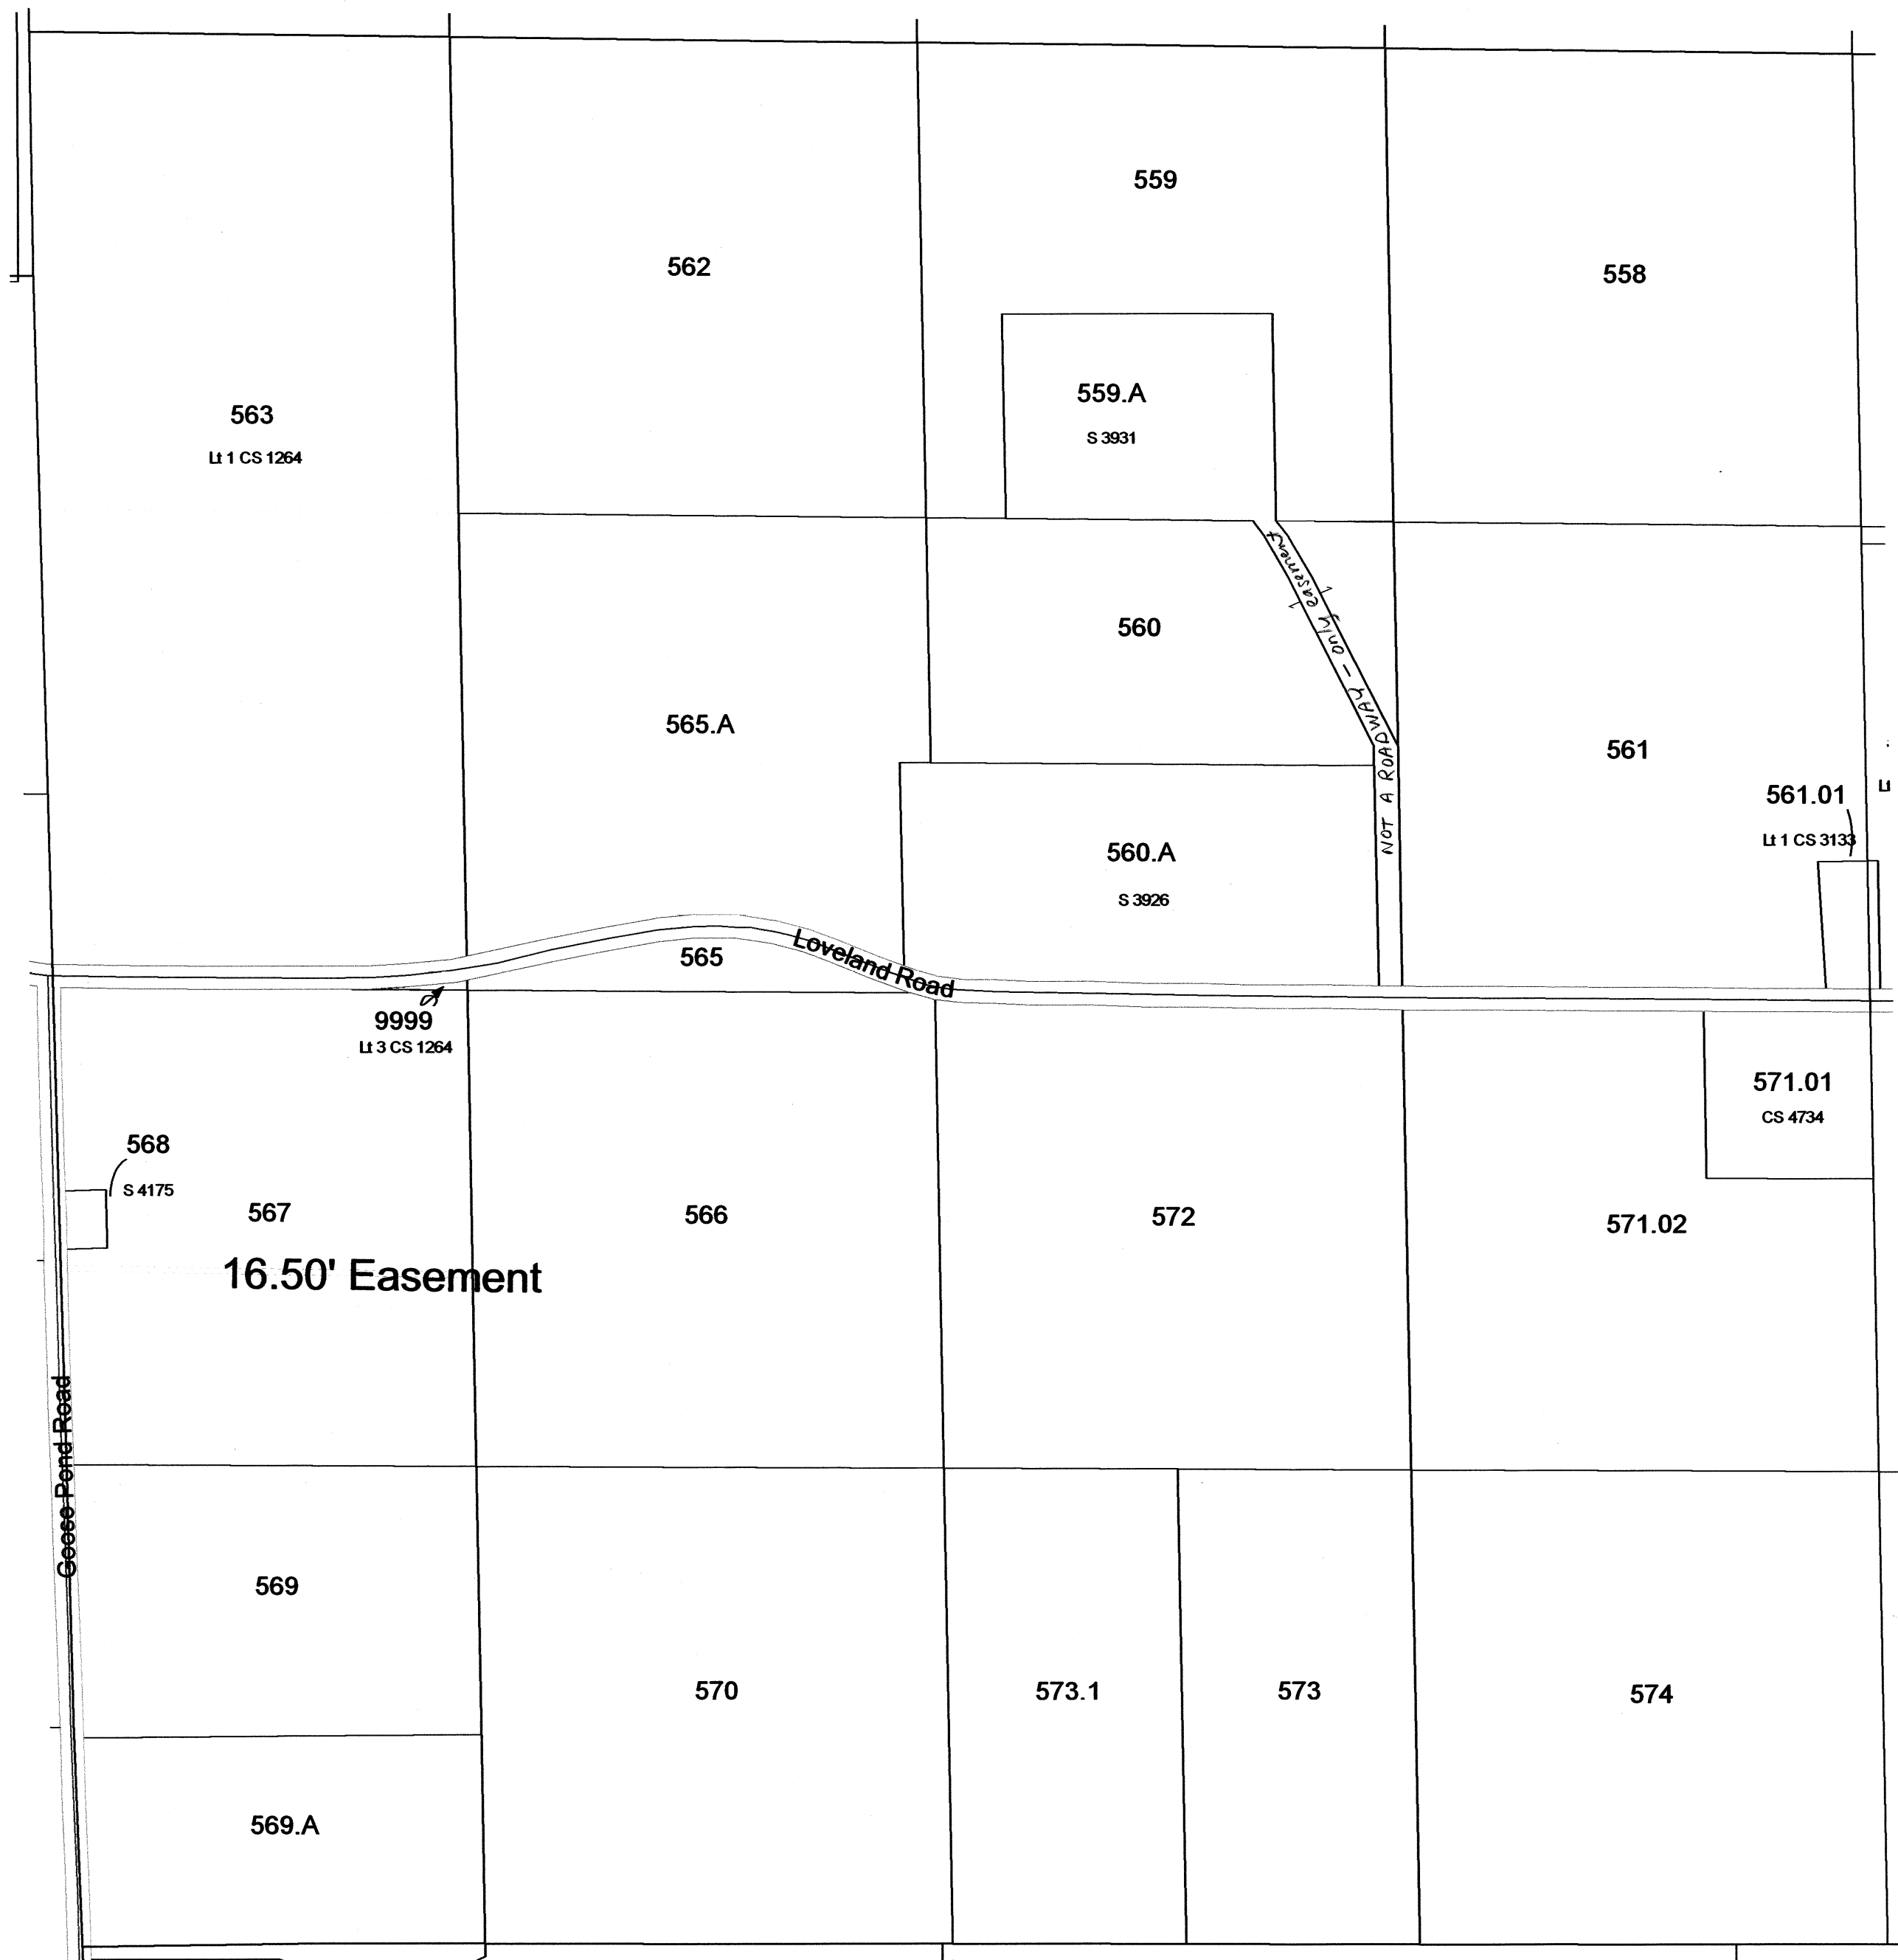 559
562
558
559.A
S 3931
563
Lt 1 CS 1264
560
NOT A ROADWAY - only easement
565.A
561
561.01
Lt
Lt 1 CS 3133
560.A
S 3926
Loveland Road
565
9999
Lt 3 CS 1264
571.01
CS 4734
568
S 4175
567
566
572
571.02
16.50' Easement
Goose Pond Road
569
570
573.1
573
574
569.A